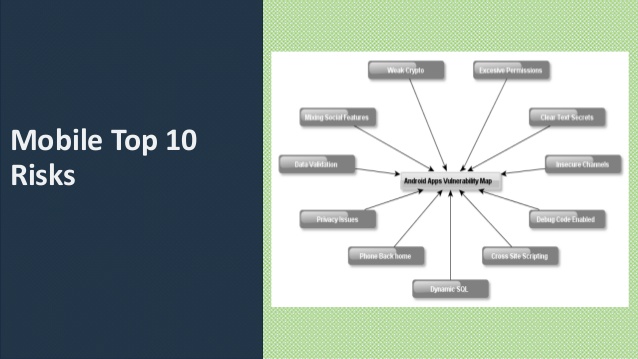 Mobile Top 10
Risks
Weak Crypto
Excesive Permissions
Mixing Social Features
Clear Text Secrets
Data Validation
Insecure Channels
Android Apps Vulnerability Map
Privacy Issues
Debug Code Enabled
Phone Back home
Cross Site Scripting
Dynamic SQL